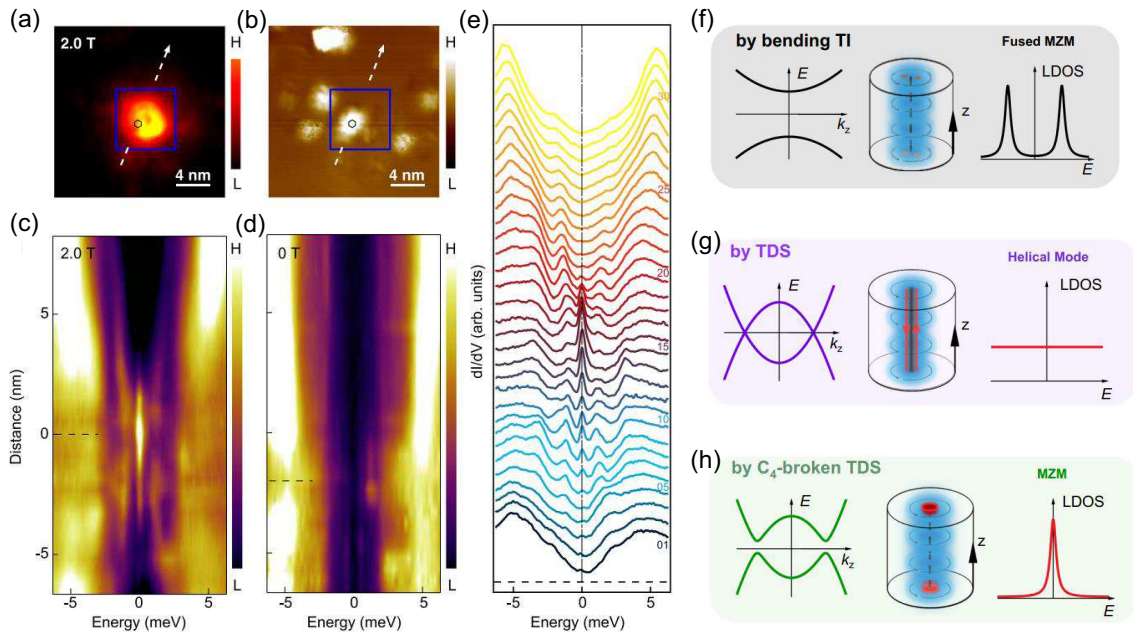 (a)
2.0 T
4 nm
H
L
(b)
4 nm
H
L
(c)
2.0 T
Distance (nm)
5
0
-5
-5
0
5
Energy (meV)
H
L
(d)
0 T
-5
0
5
Energy (meV)
H
L
(e)
dI/dV (arb. units)
30
25
20
15
10
05
01
-5
0
5
Energy (meV)
(f)
by bending TI
Fused MZM
E
k_z
z
LDOS
E
(g)
by TDS
Helical Mode
E
k_z
z
LDOS
E
(h)
by C₄-broken TDS
MZM
E
k_z
z
LDOS
E